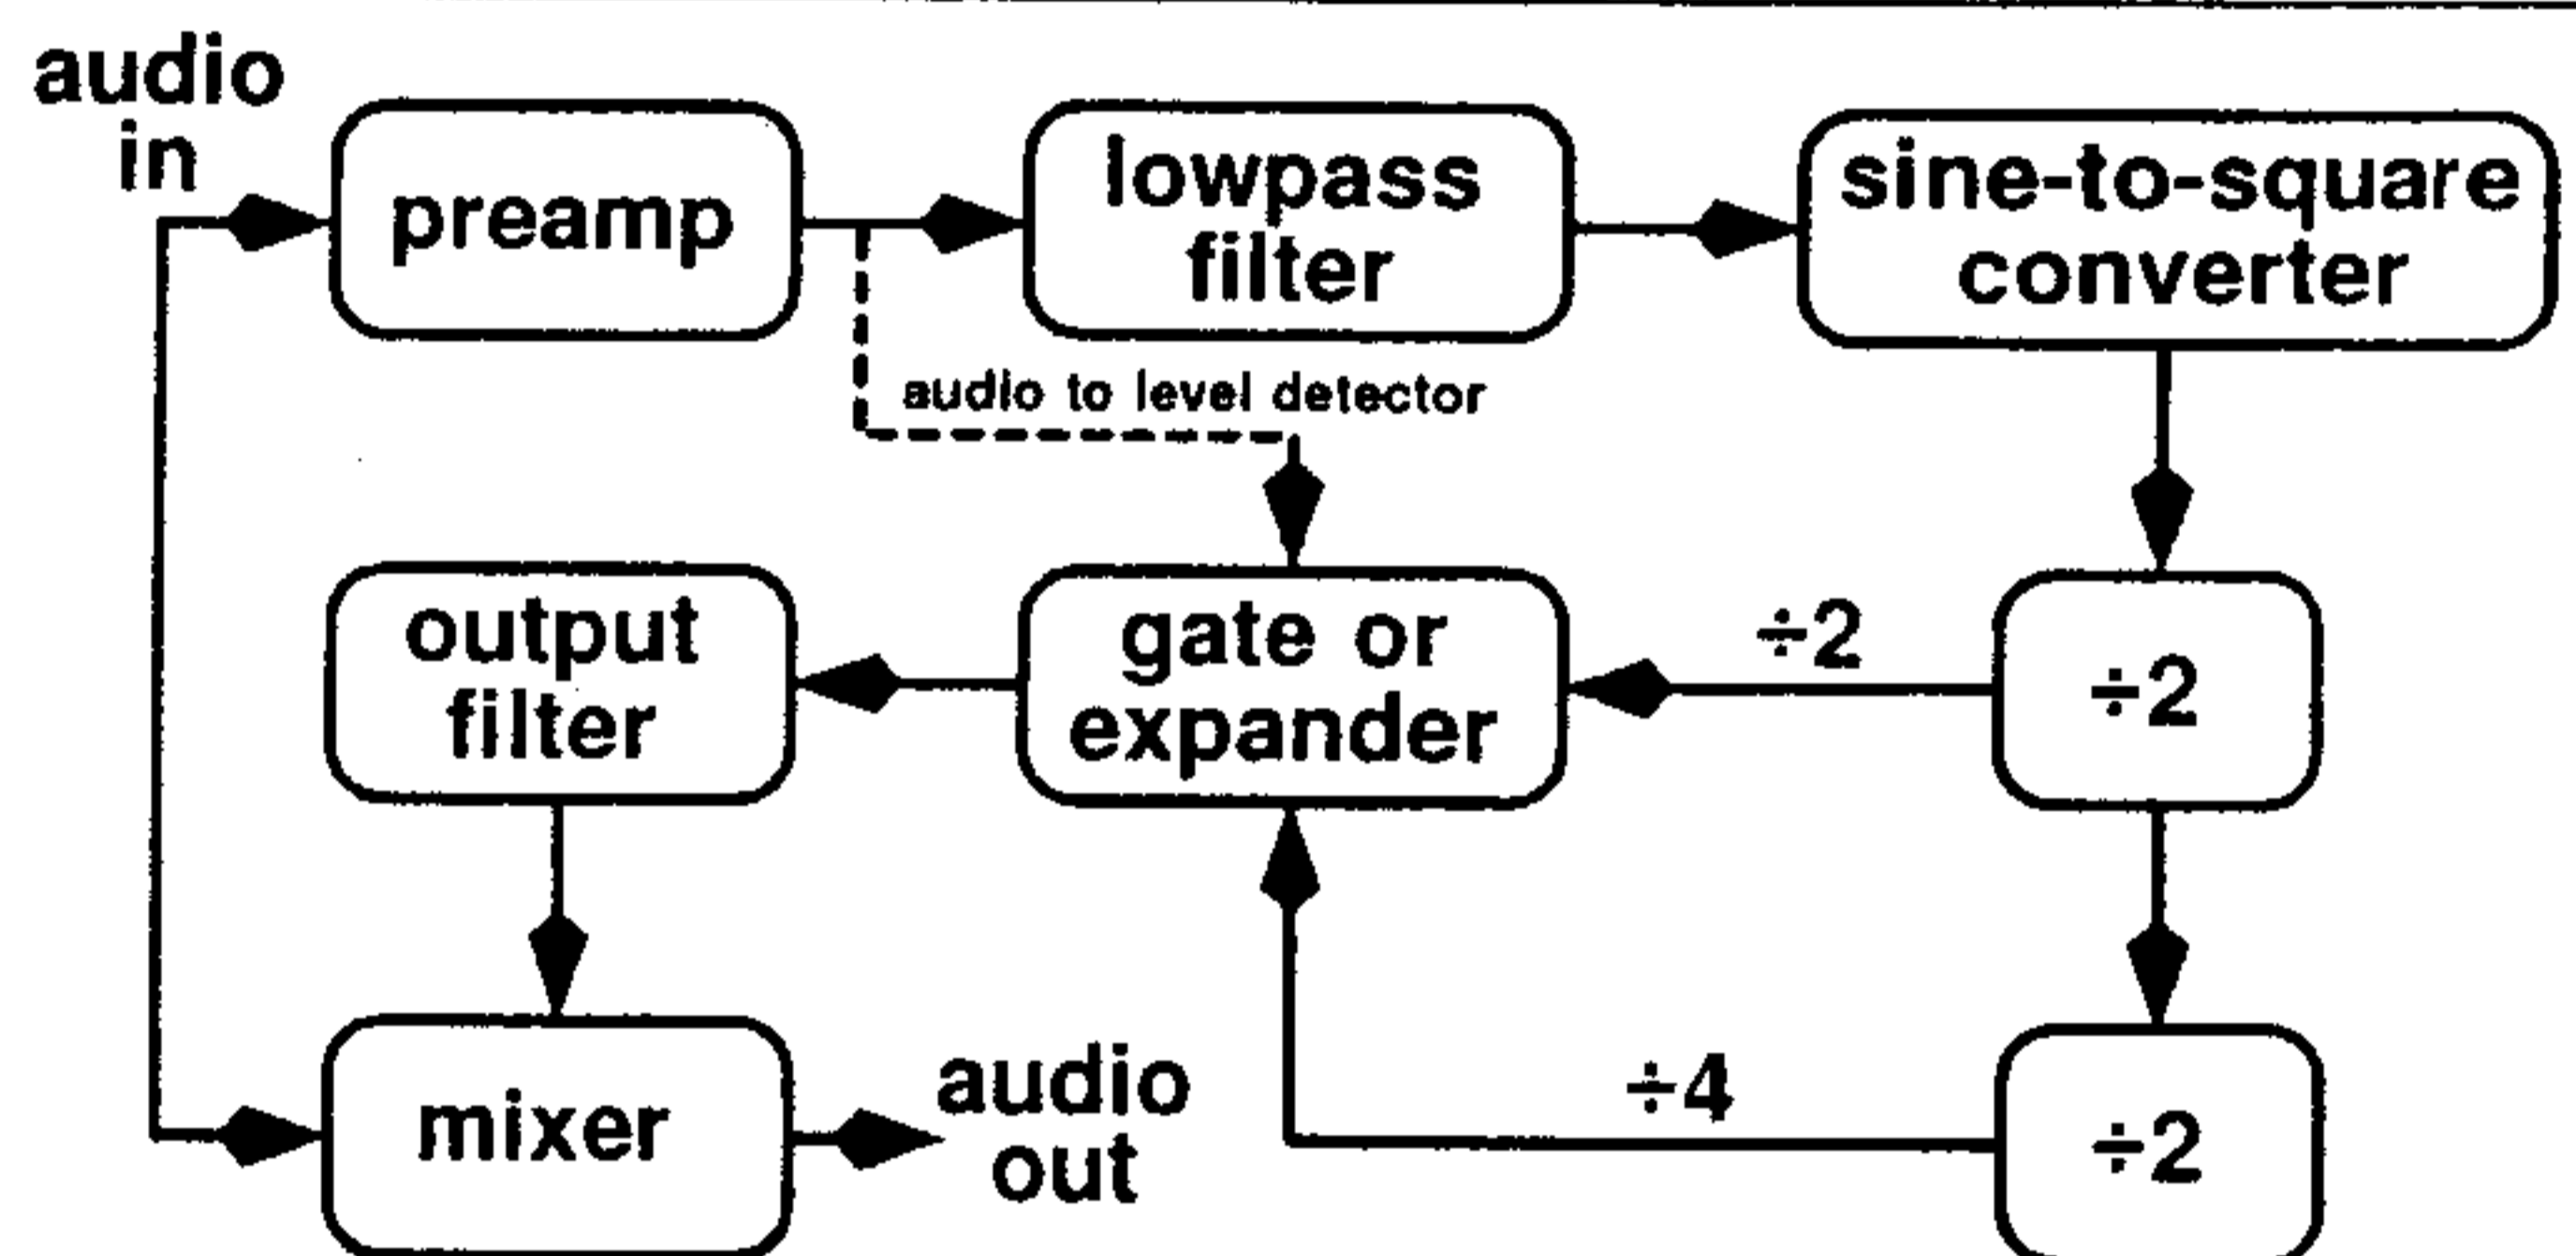 audio
in
preamp
lowpass
filter
sine-to-square
converter
audio to level detector
output
filter
gate or
expander
÷2
÷2
mixer
audio
out
÷4
÷2